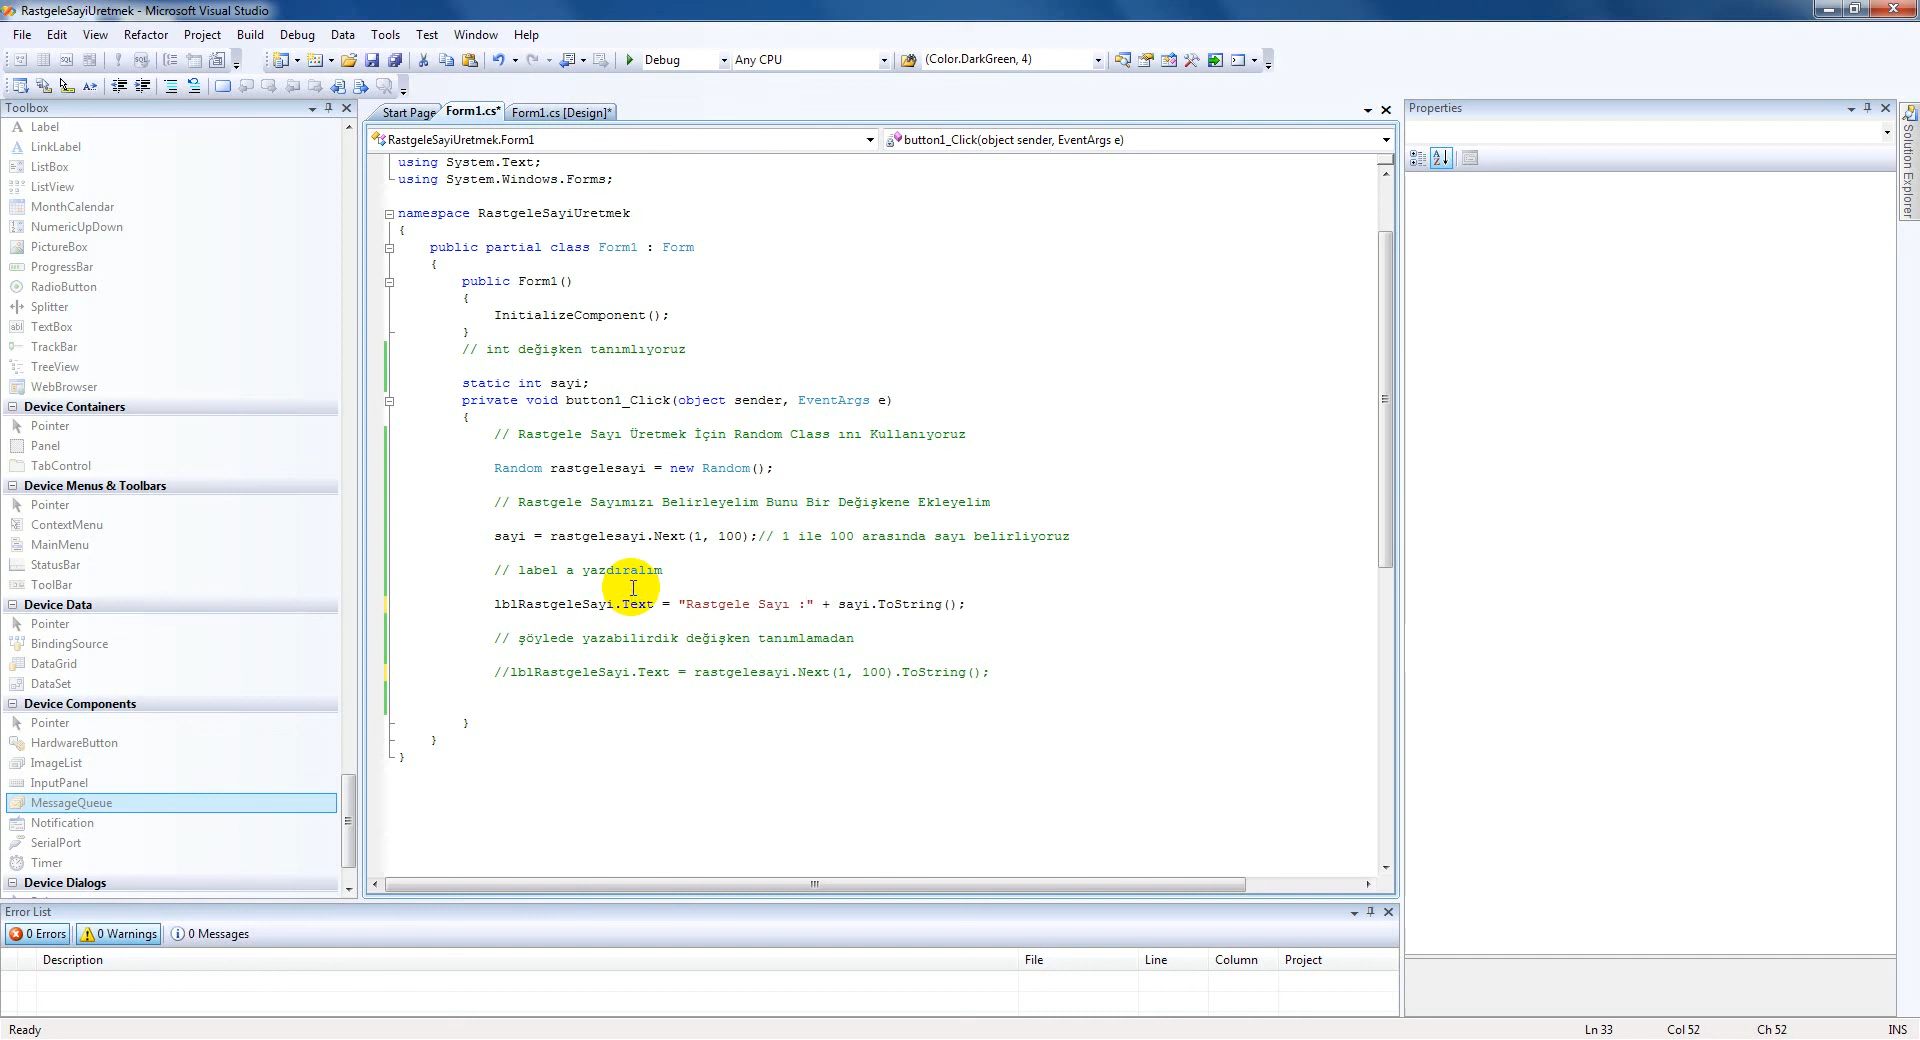 RastgeleSayiUretmek - Microsoft Visual Studio
File Edit View Refactor Project Build Debug Data Tools Test Window Help
Debug Any CPU (Color.DarkGreen, 4)
Toolbox
Label
LinkLabel
ListBox
ListView
MonthCalendar
NumericUpDown
PictureBox
ProgressBar
RadioButton
Splitter
TextBox
TrackBar
TreeView
WebBrowser
Device Containers
Pointer
Panel
TabControl
Device Menus & Toolbars
Pointer
ContextMenu
MainMenu
StatusBar
ToolBar
Device Data
Pointer
BindingSource
DataGrid
DataSet
Device Components
Pointer
HardwareButton
ImageList
InputPanel
MessageQueue
Notification
SerialPort
Timer
Device Dialogs
Start Page Form1.cs* Form1.cs [Design]*
RastgeleSayiUretmek.Form1 button1_Click(object sender, EventArgs e)
using System.Text;
using System.Windows.Forms;
namespace RastgeleSayiUretmek
{
public partial class Form1 : Form
{
public Form1()
{
InitializeComponent();
}
// int değişken tanımlıyoruz
static int sayi;
private void button1_Click(object sender, EventArgs e)
{
// Rastgele Sayı Üretmek İçin Random Class ını Kullanıyoruz
Random rastgelesayi = new Random();
// Rastgele Sayımızı Belirleyelim Bunu Bir Değişkene Ekleyelim
sayi = rastgelesayi.Next(1, 100);// 1 ile 100 arasında sayı belirliyoruz
// label a yazdıralım
lblRastgeleSayi.Text = "Rastgele Sayı :" + sayi.ToString();
// şöylede yazabilirdik değişken tanımlamadan
//lblRastgeleSayi.Text = rastgelesayi.Next(1, 100).ToString();
}
}
}
Properties
Solution Explorer
Error List
0 Errors 0 Warnings 0 Messages
Description File Line Column Project
Ready Ln 33 Col 52 Ch 52 INS